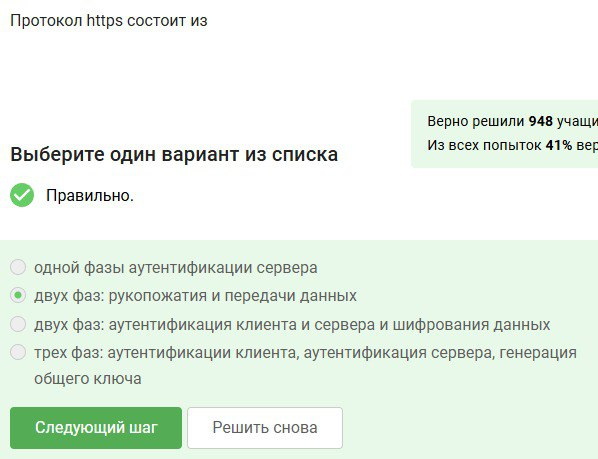 Протокол https состоит из
Верно решили 948
Из всех попыток 41%
Выберите один вариант из списка
Правильно.
одной фазы аутентификации сервера
двух фаз: рукопожатия и передачи данных
двух фаз: аутентификация клиента и сервера и шифрования данных
трех фаз: аутентификации клиента, аутентификация сервера, генерация
общего ключа
Следующий шаг
Решить снова